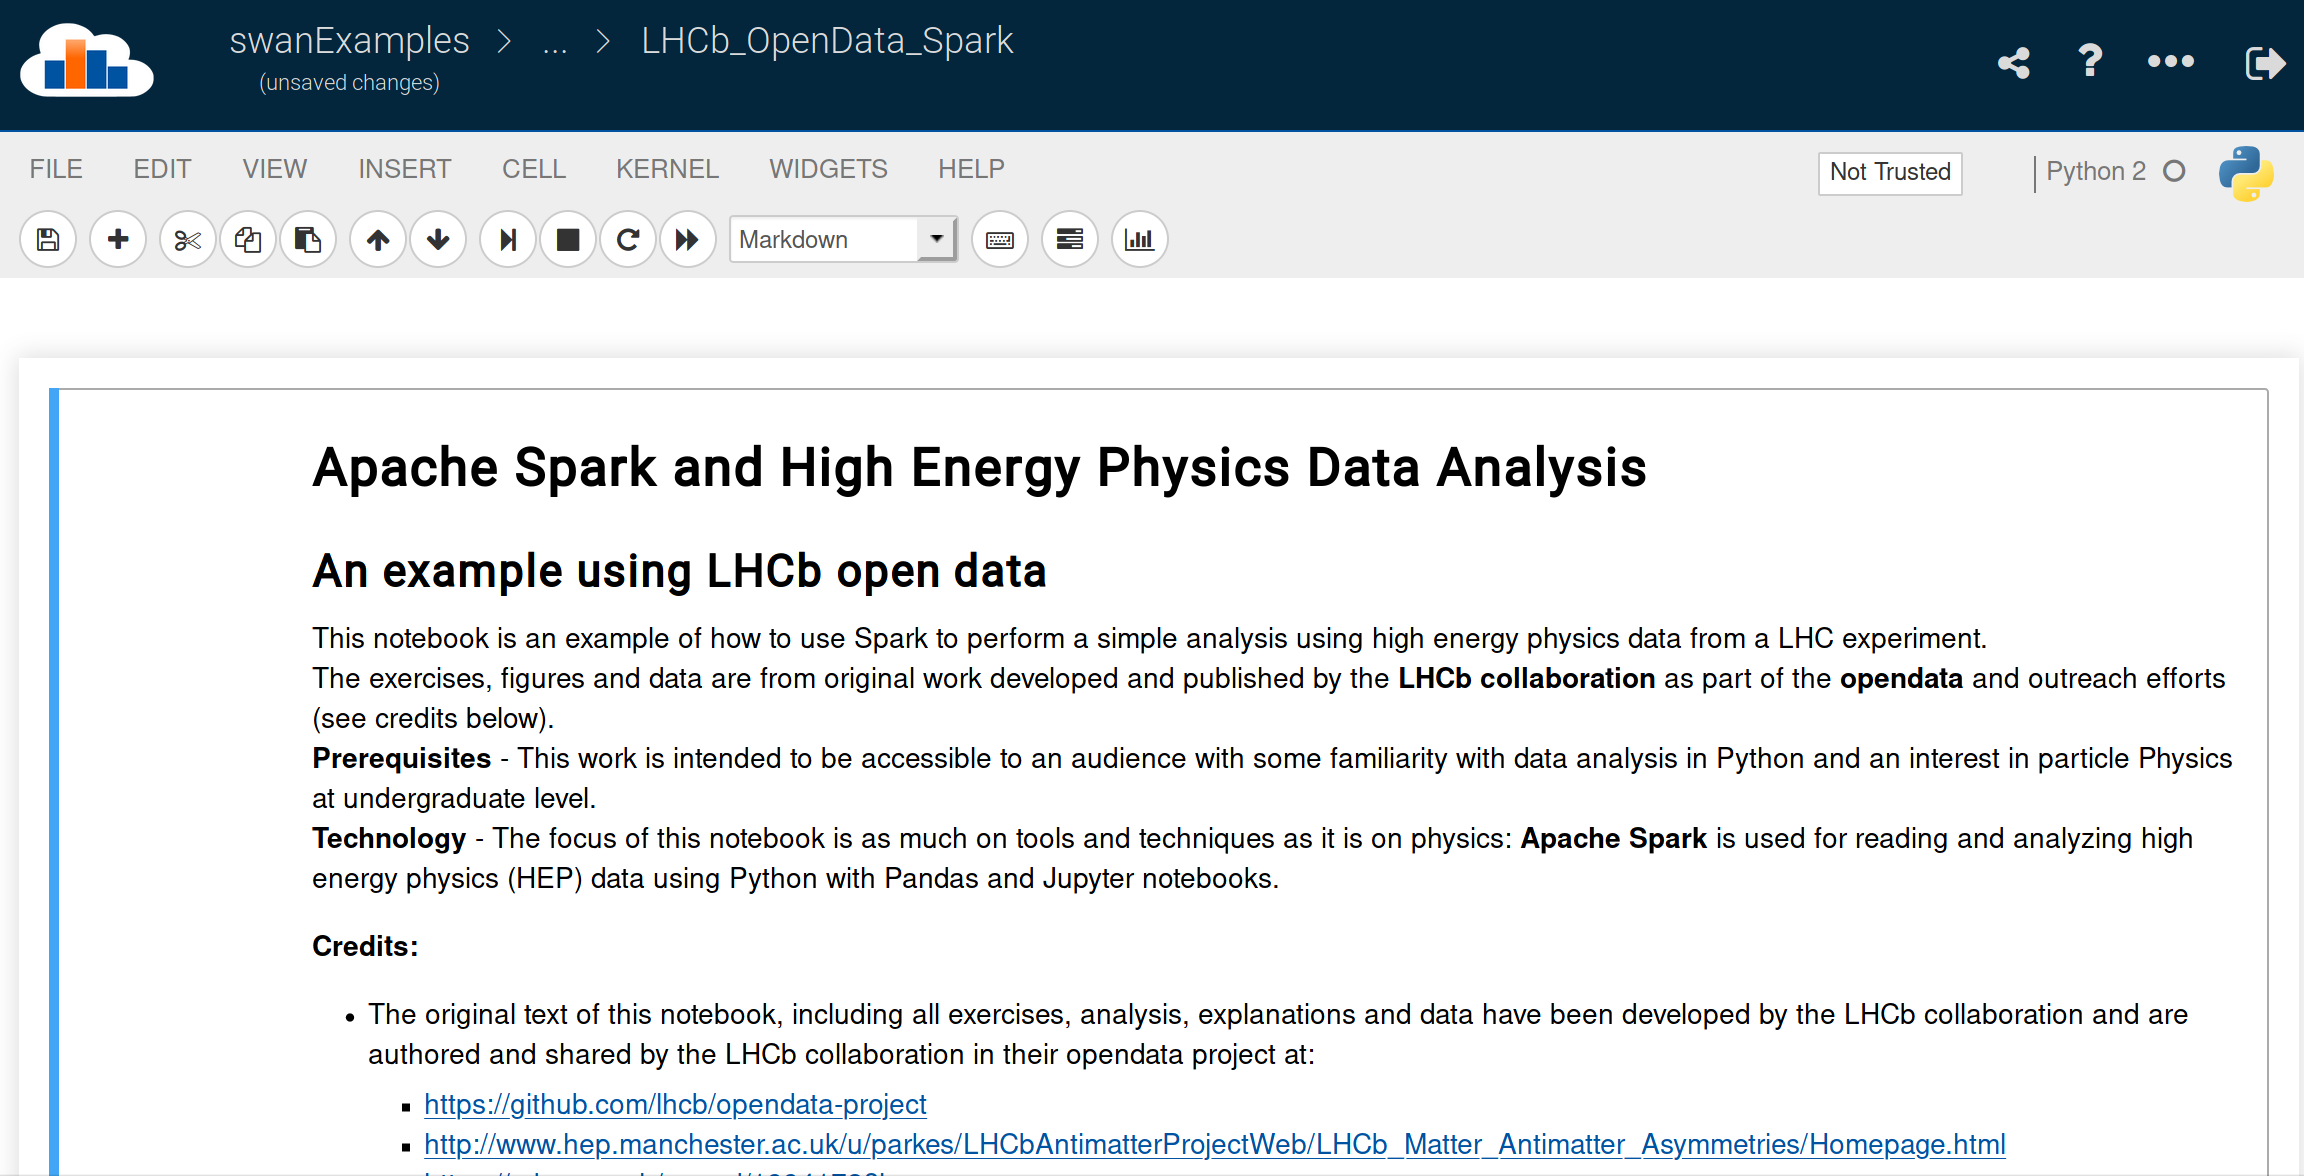 swanExamples > ... > LHCb_OpenData_Spark
(unsaved changes)
FILE EDIT VIEW INSERT CELL KERNEL WIDGETS HELP
Not Trusted
Python 2
Markdown
Apache Spark and High Energy Physics Data Analysis
An example using LHCb open data
This notebook is an example of how to use Spark to perform a simple analysis using high energy physics data from a LHC experiment.
The exercises, figures and data are from original work developed and published by the LHCb collaboration as part of the opendata and outreach efforts
(see credits below).
Prerequisites - This work is intended to be accessible to an audience with some familiarity with data analysis in Python and an interest in particle Physics
at undergraduate level.
Technology - The focus of this notebook is as much on tools and techniques as it is on physics: Apache Spark is used for reading and analyzing high
energy physics (HEP) data using Python with Pandas and Jupyter notebooks.
Credits:
• The original text of this notebook, including all exercises, analysis, explanations and data have been developed by the LHCb collaboration and are
authored and shared by the LHCb collaboration in their opendata project at:
▪ https://github.com/lhcb/opendata-project
▪ http://www.hep.manchester.ac.uk/u/parkes/LHCbAntimatterProjectWeb/LHCb_Matter_Antimatter_Asymmetries/Homepage.html